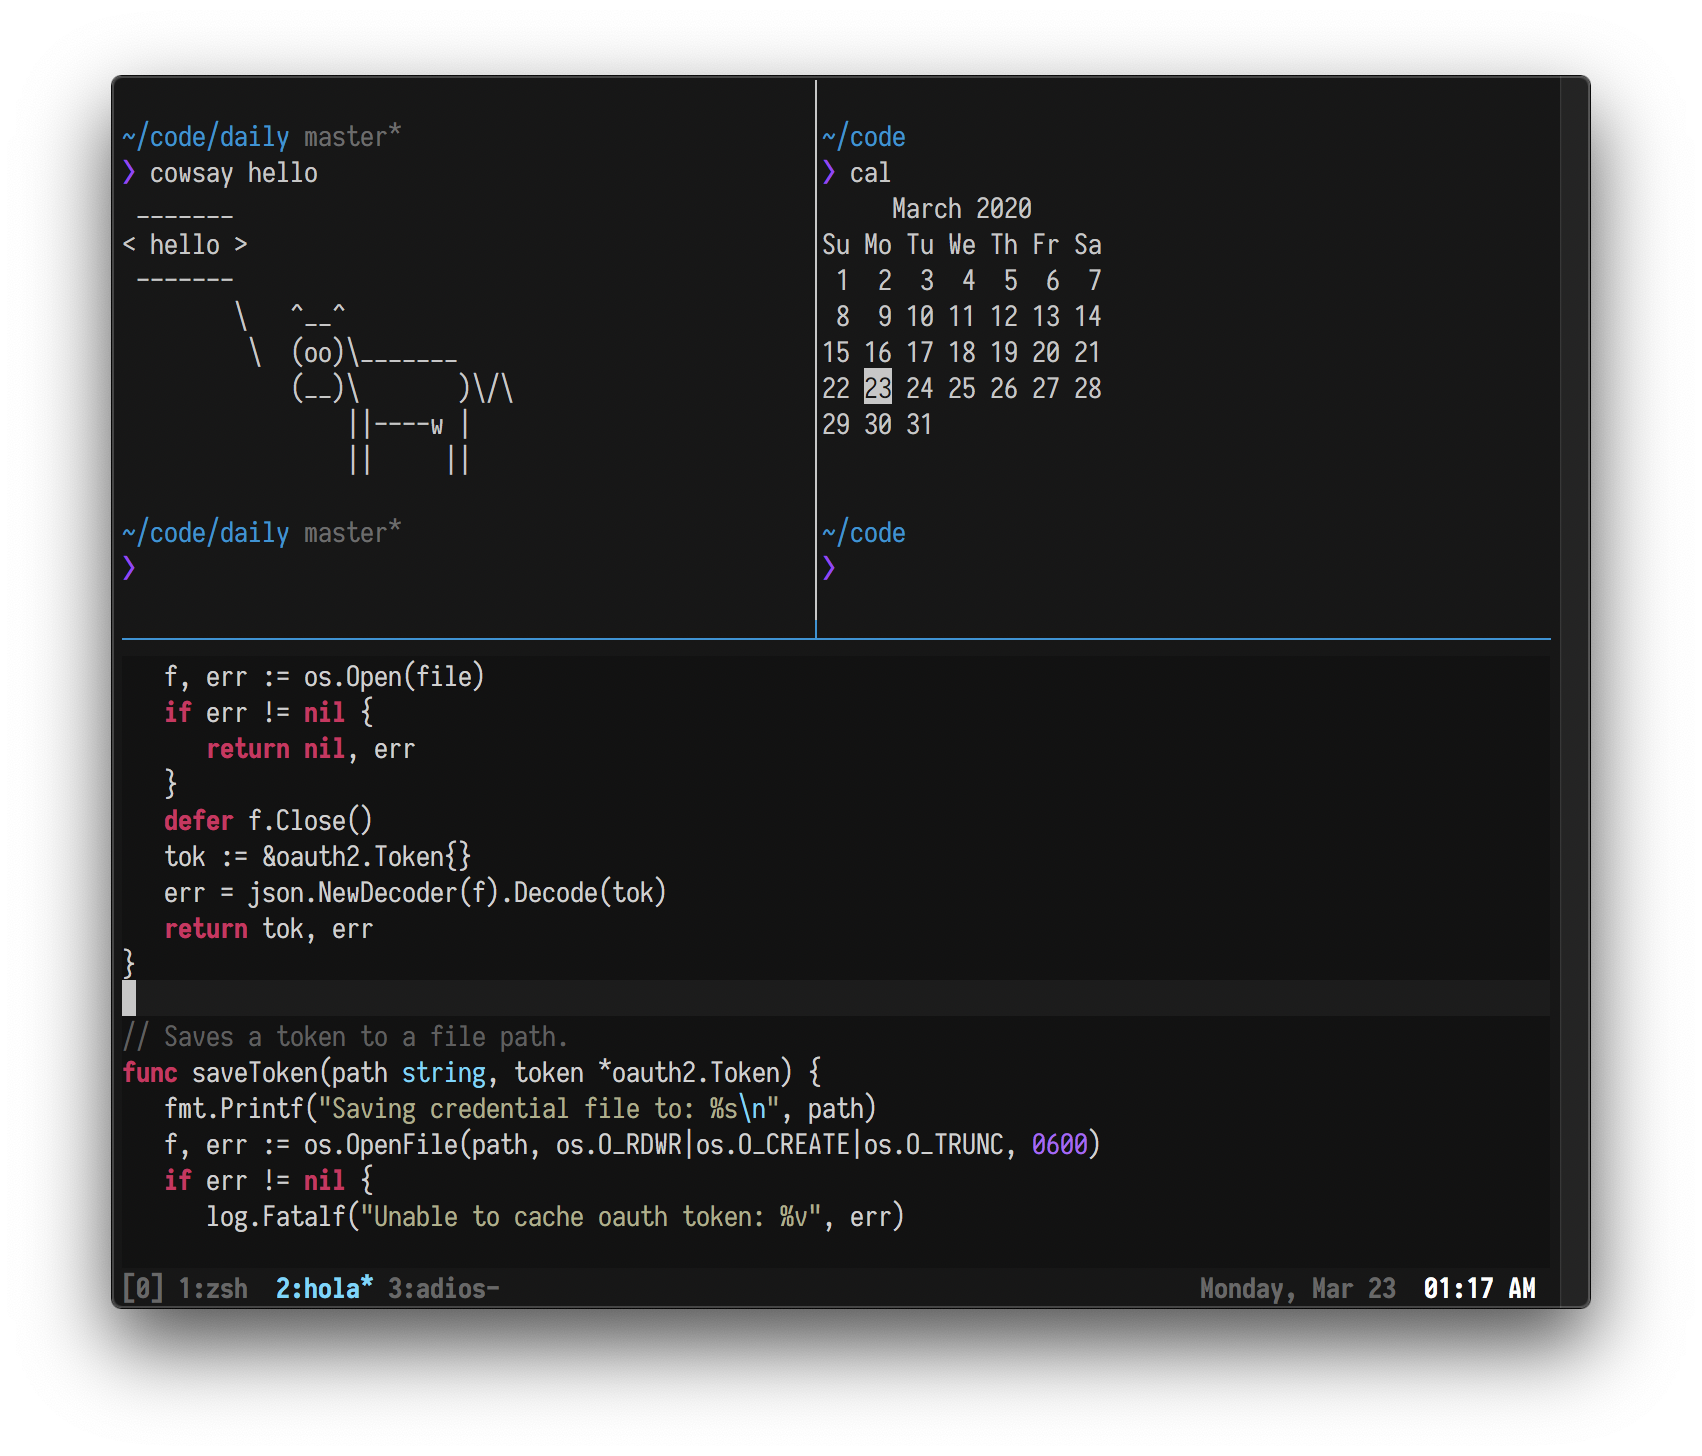 ~/code/daily master*
❯ cowsay hello
 _______
< hello >
 -------
        \   ^__^
         \  (oo)\_______
            (__)\       )\/\
                ||----w |
                ||     ||
~/code/daily master*
❯
~/code
❯ cal
     March 2020
Su Mo Tu We Th Fr Sa
 1  2  3  4  5  6  7
 8  9 10 11 12 13 14
15 16 17 18 19 20 21
22 23 24 25 26 27 28
29 30 31
~/code
❯
   f, err := os.Open(file)
   if err != nil {
      return nil, err
   }
   defer f.Close()
   tok := &oauth2.Token{}
   err = json.NewDecoder(f).Decode(tok)
   return tok, err
}
// Saves a token to a file path.
func saveToken(path string, token *oauth2.Token) {
   fmt.Printf("Saving credential file to: %s\n", path)
   f, err := os.OpenFile(path, os.O_RDWR|os.O_CREATE|os.O_TRUNC, 0600)
   if err != nil {
      log.Fatalf("Unable to cache oauth token: %v", err)
[0] 1:zsh  2:hola* 3:adios- Monday, Mar 23  01:17 AM